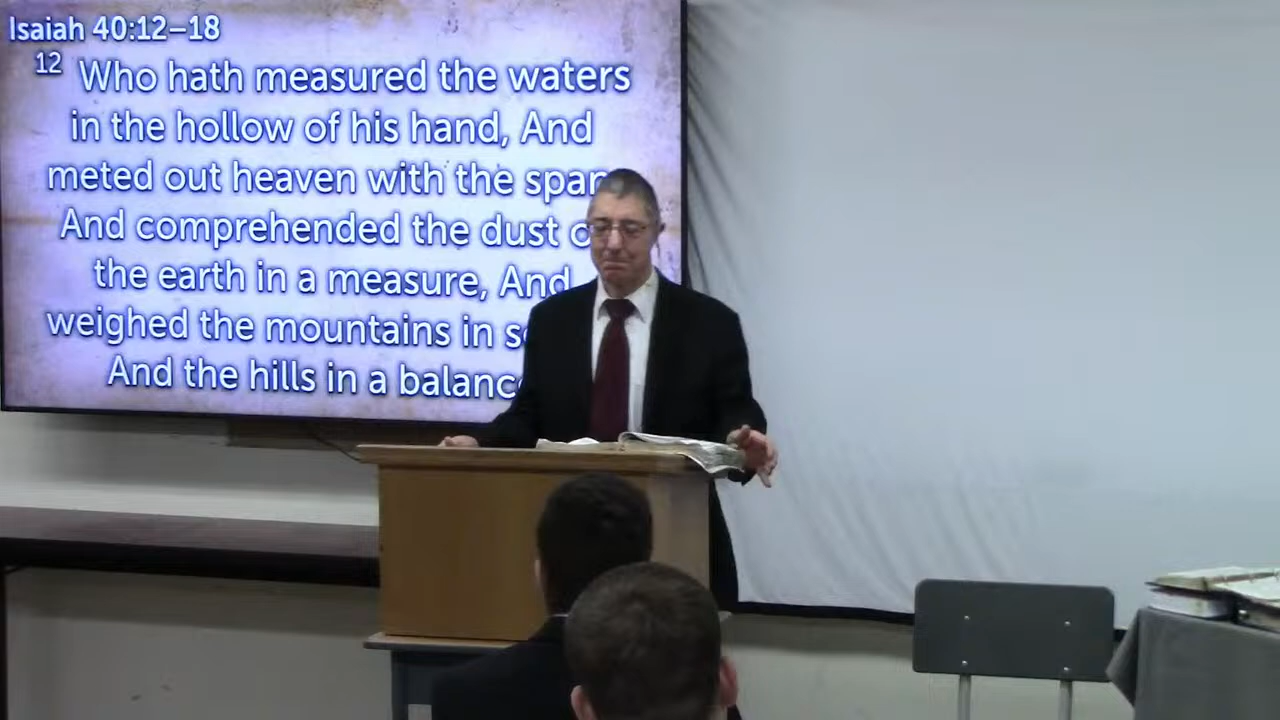 Isaiah 40:12–18
12 Who hath measured the waters
in the hollow of his hand, And
meted out heaven with the
And comprehended the dust
the earth in a measure, And
weighed the mountains in
And the hills in a